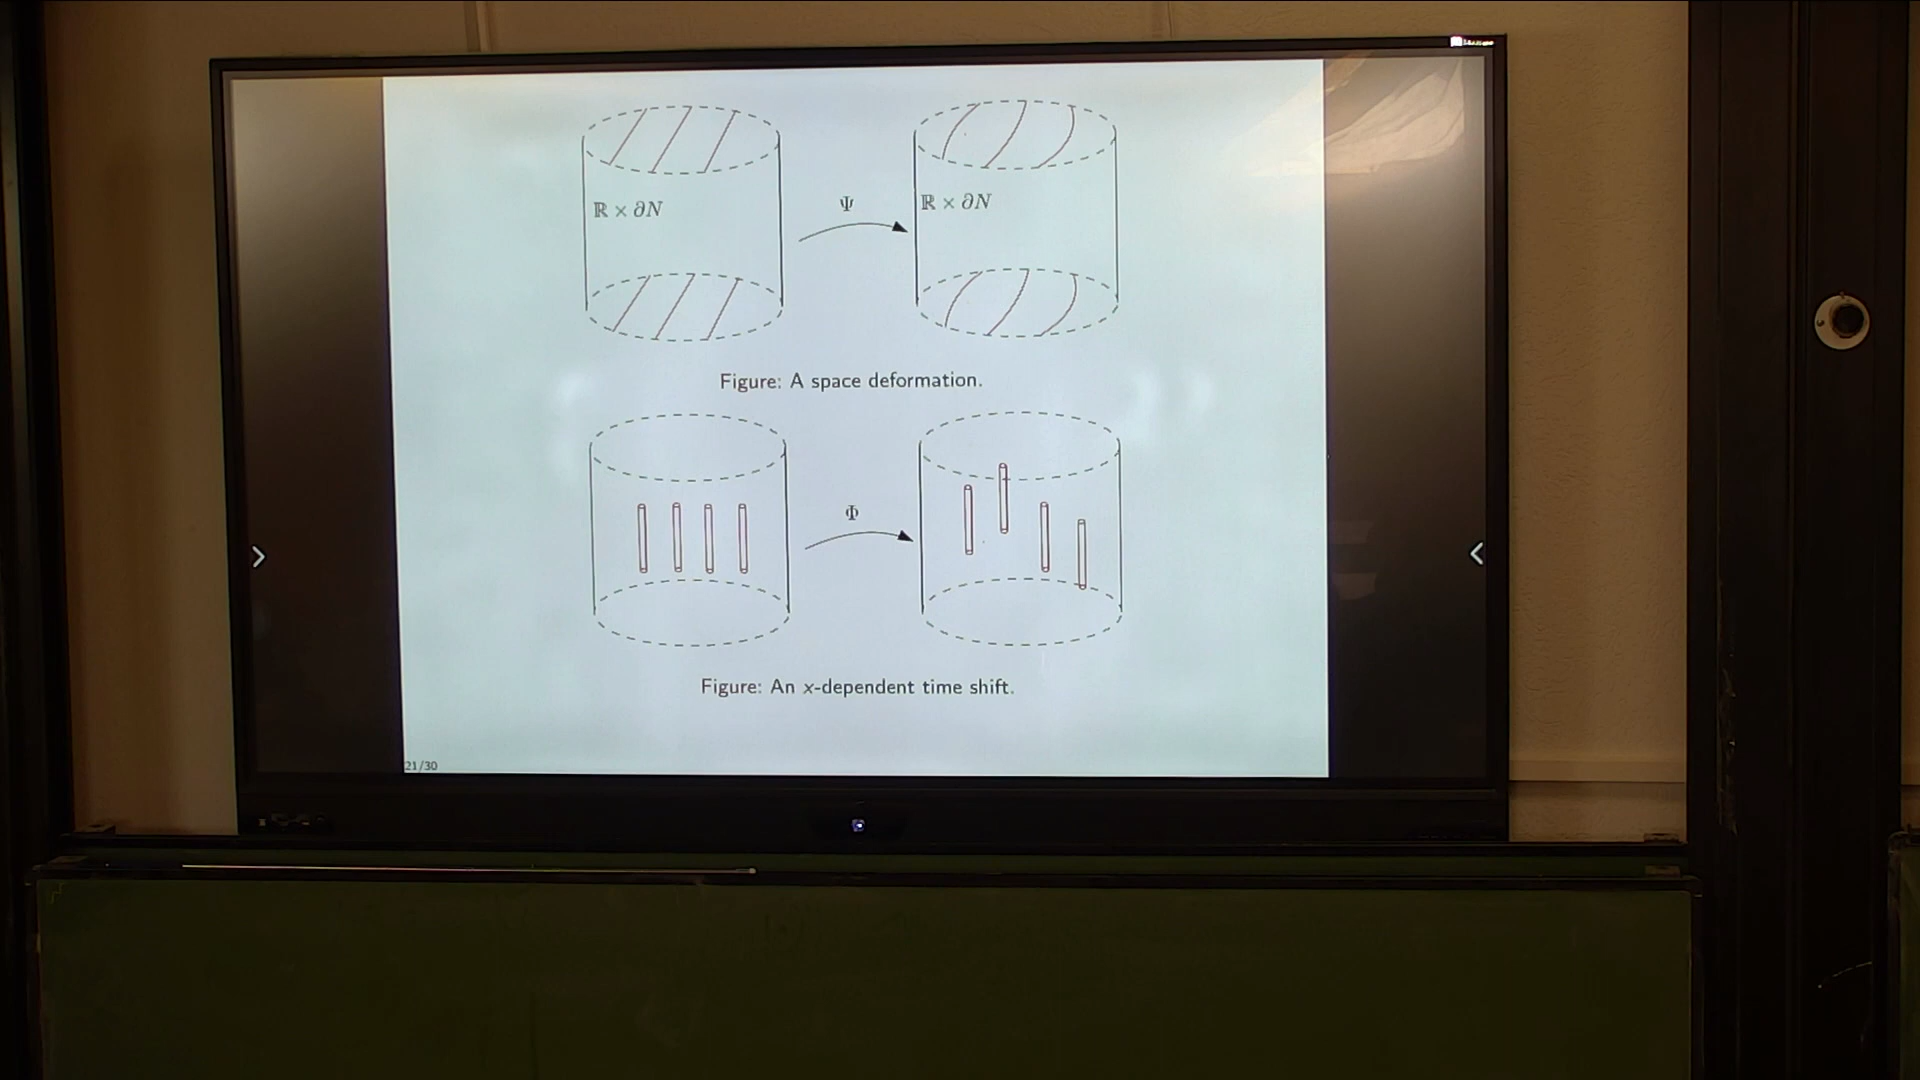 ℝ × ∂N
Ψ
ℝ × ∂N
Figure: A space deformation.
Φ
Figure: An x-dependent time shift.
21/30